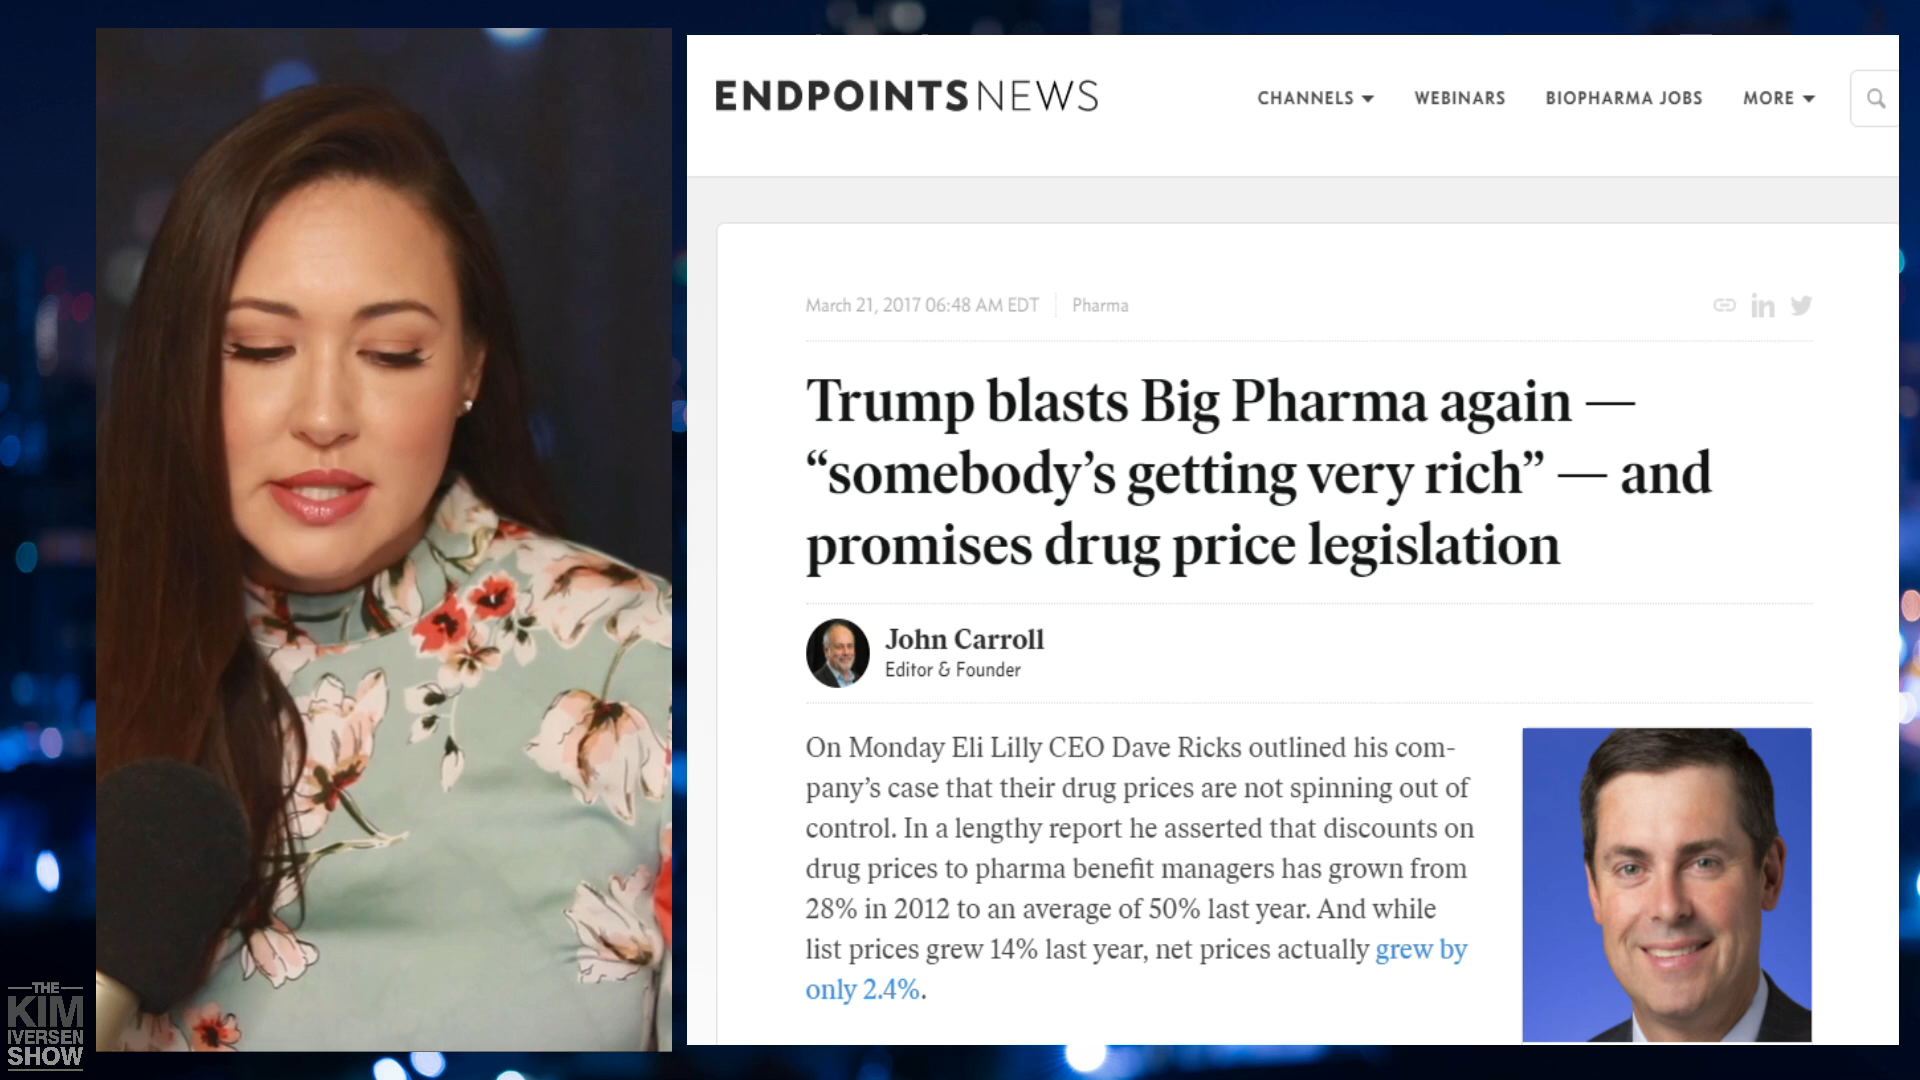 ENDPOINTS NEWS
CHANNELS
WEBINARS
BIOPHARMA JOBS
MORE
March 21, 2017 06:48 AM EDT
Pharma
in
Trump blasts Big Pharma again —
“somebody’s getting very rich” — and
promises drug price legislation
John Carroll
Editor & Founder
On Monday Eli Lilly CEO Dave Ricks outlined his com-
pany’s case that their drug prices are not spinning out of
control. In a lengthy report he asserted that discounts on
drug prices to pharma benefit managers has grown from
28% in 2012 to an average of 50% last year. And while
list prices grew 14% last year, net prices actually grew by
only 2.4%.
THE
KIM
IVERSEN
SHOW